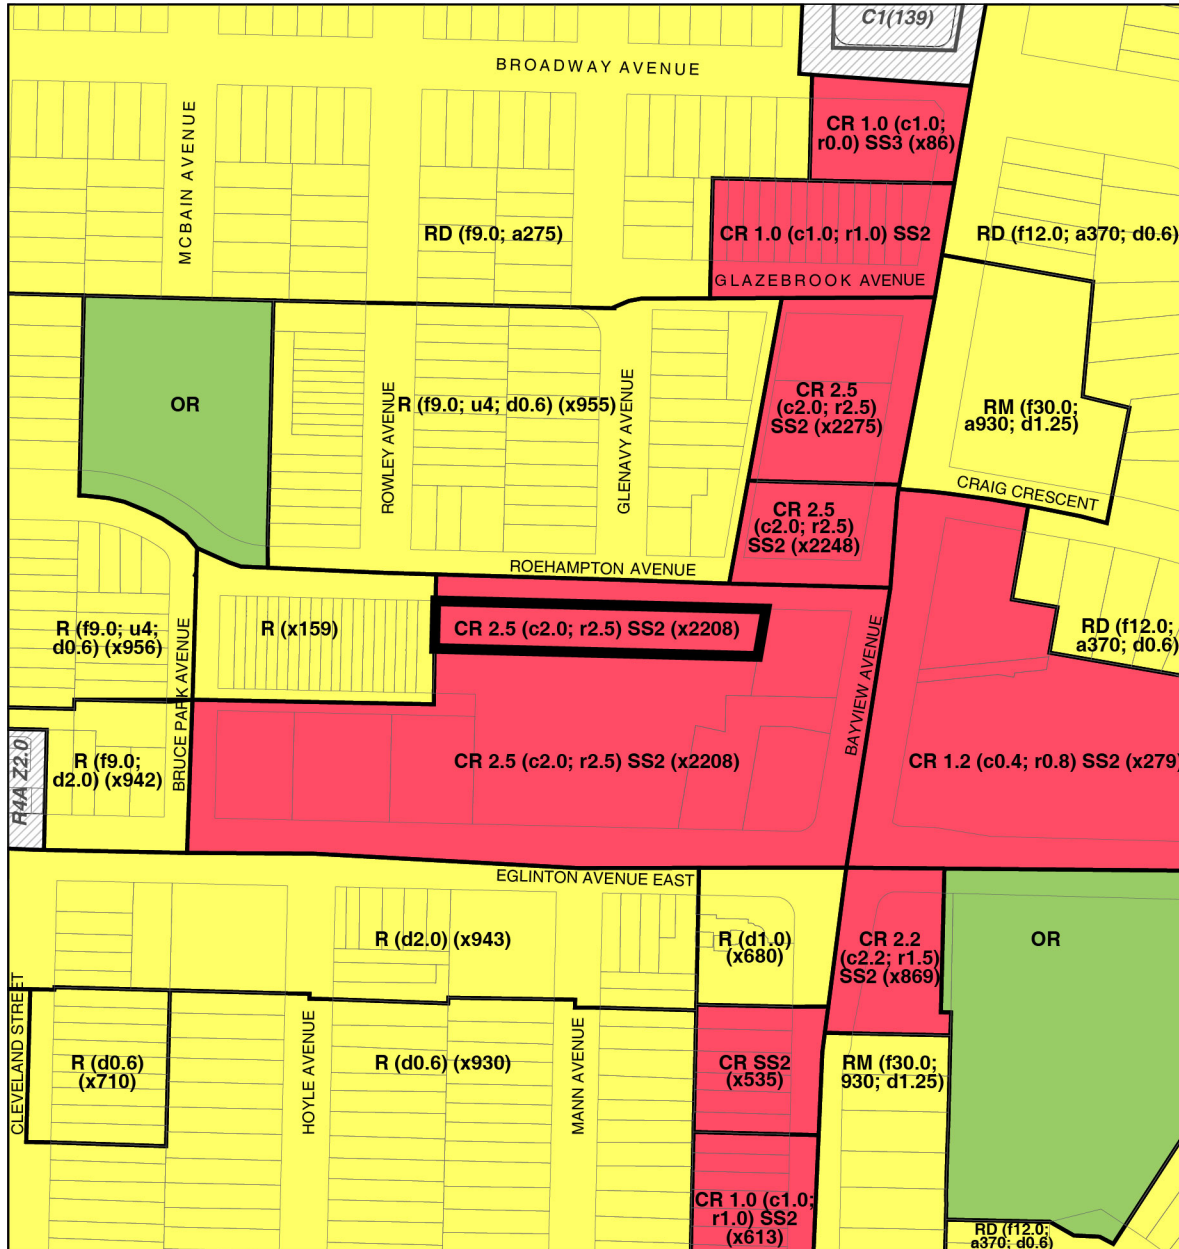 C1(139)
BROADWAY AVENUE
MCBAIN AVENUE
CR 1.0 (c1.0;
r0.0) SS3 (x86)
RD (f9.0; a275)
CR 1.0 (c1.0; r1.0) SS2
RD (f12.0; a370; d0.6)
GLAZEBROOK AVENUE
OR
ROWLEY AVENUE
R (f9.0; u4; d0.6) (x955)
GLENAVY AVENUE
CR 2.5
(c2.0; r2.5)
SS2 (x2275)
RM (f30.0;
a930; d1.25)
CRAIG CRESCENT
CR 2.5
(c2.0; r2.5)
SS2 (x2248)
ROEHAMPTON AVENUE
R (f9.0; u4;
d0.6) (x956)
BRUCE PARK AVENUE
R (x159)
CR 2.5 (c2.0; r2.5) SS2 (x2208)
BAYVIEW AVENUE
RD (f12.0;
a370; d0.6)
R4A Z2.0
R (f9.0;
d2.0) (x942)
CR 2.5 (c2.0; r2.5) SS2 (x2208)
CR 1.2 (c0.4; r0.8) SS2 (x279)
EGLINTON AVENUE EAST
R (d2.0) (x943)
R (d1.0)
(x680)
CR 2.2
(c2.2; r1.5)
SS2 (x869)
OR
CLEVELAND STREET
R (d0.6)
(x710)
HOYLE AVENUE
R (d0.6) (x930)
MANN AVENUE
CR SS2
(x535)
RM (f30.0;
930; d1.25)
CR 1.0 (c1.0;
r1.0) SS2
(x613)
RD (f12.0;
a370; d0.6)